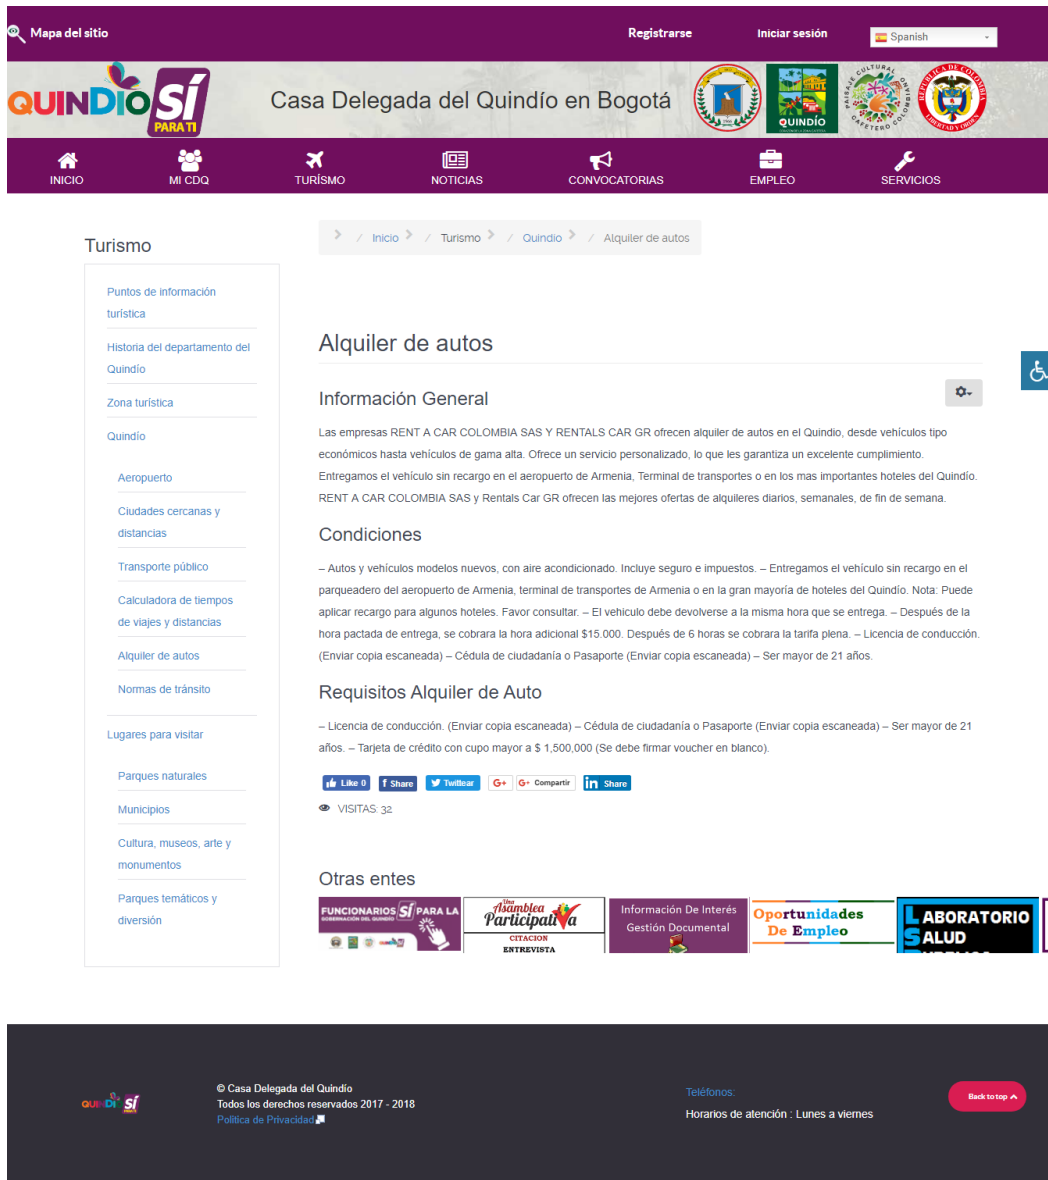 Mapa del sitio
Registrarse
Iniciar sesión
Spanish
QUINDÍO SÍ
PARA TI
Casa Delegada del Quindío en Bogotá
QUINDÍO
PAISAJE CULTURAL CAFETERO COLOMBIANO
REPUBLICA DE COLOMBIA
LIBERTAD Y ORDEN
INICIO
MI CDQ
TURÍSMO
NOTICIAS
CONVOCATORIAS
EMPLEO
SERVICIOS
/ Inicio / Turismo / Quindio / Alquiler de autos
Turismo
Puntos de información
turística
Historia del departamento del
Quindío
Zona turística
Quindío
Aeropuerto
Ciudades cercanas y
distancias
Transporte público
Calculadora de tiempos
de viajes y distancias
Alquiler de autos
Normas de tránsito
Lugares para visitar
Parques naturales
Municipios
Cultura, museos, arte y
monumentos
Parques temáticos y
diversión
Alquiler de autos
Información General
Las empresas RENT A CAR COLOMBIA SAS Y RENTALS CAR GR ofrecen alquiler de autos en el Quindio, desde vehículos tipo
económicos hasta vehículos de gama alta. Ofrece un servicio personalizado, lo que les garantiza un excelente cumplimiento.
Entregamos el vehículo sin recargo en el aeropuerto de Armenia, Terminal de transportes o en los mas importantes hoteles del Quindío.
RENT A CAR COLOMBIA SAS y Rentals Car GR ofrecen las mejores ofertas de alquileres diarios, semanales, de fin de semana.
Condiciones
– Autos y vehículos modelos nuevos, con aire acondicionado. Incluye seguro e impuestos. – Entregamos el vehículo sin recargo en el
parqueadero del aeropuerto de Armenia, terminal de transportes de Armenia o en la gran mayoría de hoteles del Quindío. Nota: Puede
aplicar recargo para algunos hoteles. Favor consultar. – El vehiculo debe devolverse a la misma hora que se entrega. – Después de la
hora pactada de entrega, se cobrara la hora adicional $15.000. Después de 6 horas se cobrara la tarifa plena. – Licencia de conducción.
(Enviar copia escaneada) – Cédula de ciudadanía o Pasaporte (Enviar copia escaneada) – Ser mayor de 21 años.
Requisitos Alquiler de Auto
– Licencia de conducción. (Enviar copia escaneada) – Cédula de ciudadanía o Pasaporte (Enviar copia escaneada) – Ser mayor de 21
años. – Tarjeta de crédito con cupo mayor a $ 1,500,000 (Se debe firmar voucher en blanco).
Like 0
Share
Twittear
G+
G+ Compartir
in Share
VISITAS: 32
Otras entes
FUNCIONARIOS SÍ PARA LA
GOBERNACIÓN DEL QUINDÍO
Una
Asamblea
Participativa
CITACION
ENTREVISTA
Información De Interés
Gestión Documental
Oportunidades
De Empleo
LABORATORIO
SALUD
© Casa Delegada del Quindío
Todos los derechos reservados 2017 - 2018
Politica de Privacidad
QUINDÍO SÍ
Teléfonos:
Horarios de atención : Lunes a viernes
Back to top